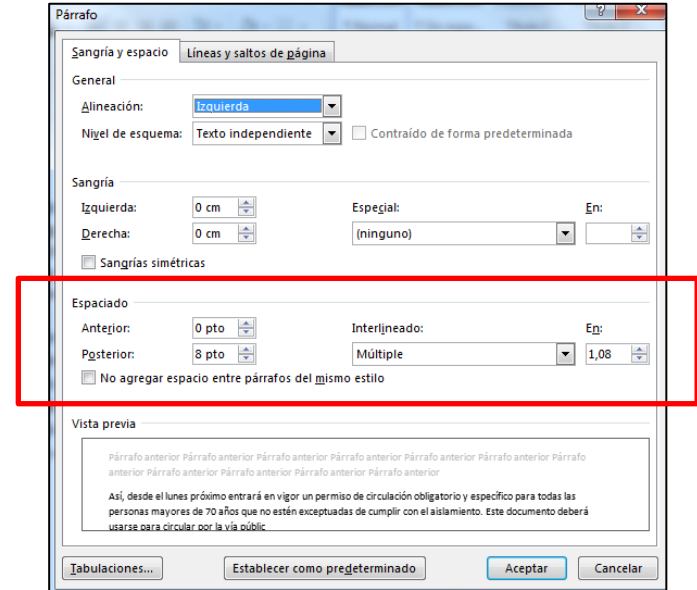 Párrafo
Sangría y espacio Líneas y saltos de página
General
Alineación: Izquierda
Nivel de esquema: Texto independiente Contraído de forma predeterminada
Sangría
Izquierda: 0 cm Especial: En:
Derecha: 0 cm (ninguno)
Sangrías simétricas
Espaciado
Anterior: 0 pto Interlineado: En:
Posterior: 8 pto Múltiple 1,08
No agregar espacio entre párrafos del mismo estilo
Vista previa
Párrafo anterior Párrafo anterior Párrafo anterior Párrafo anterior Párrafo anterior Párrafo anterior Párrafo
anterior Párrafo anterior Párrafo anterior Párrafo anterior Párrafo anterior
Así, desde el lunes próximo entrará en vigor un permiso de circulación obligatorio y específico para todas las
personas mayores de 70 años que no estén exceptuadas de cumplir con el aislamiento. Este documento deberá
usarse para circular por la vía públic
Tabulaciones... Establecer como predeterminado Aceptar Cancelar